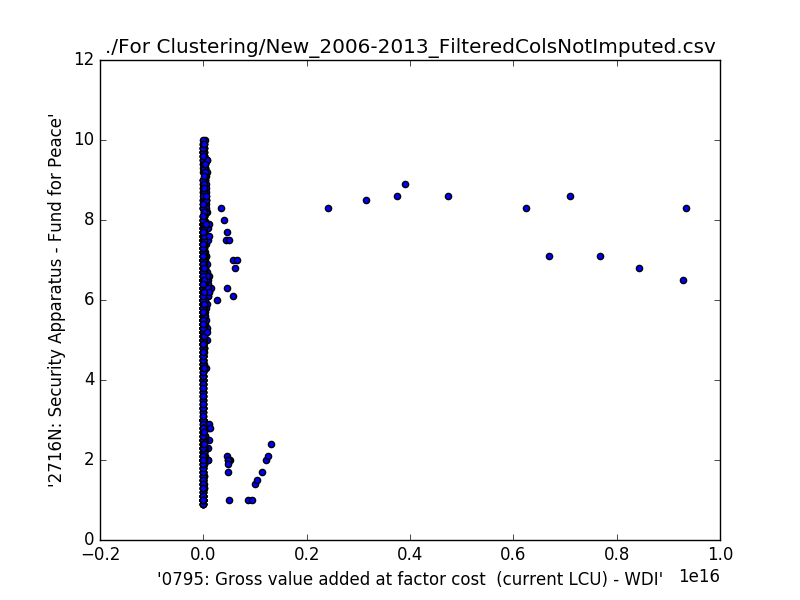 ./For Clustering/New_2006-2013_FilteredColsNotImputed.csv
12
10
8
6
4
2
0
'2716N: Security Apparatus - Fund for Peace'
−0.2 0.0 0.2 0.4 0.6 0.8 1.0
1e16
'0795: Gross value added at factor cost  (current LCU) - WDI'